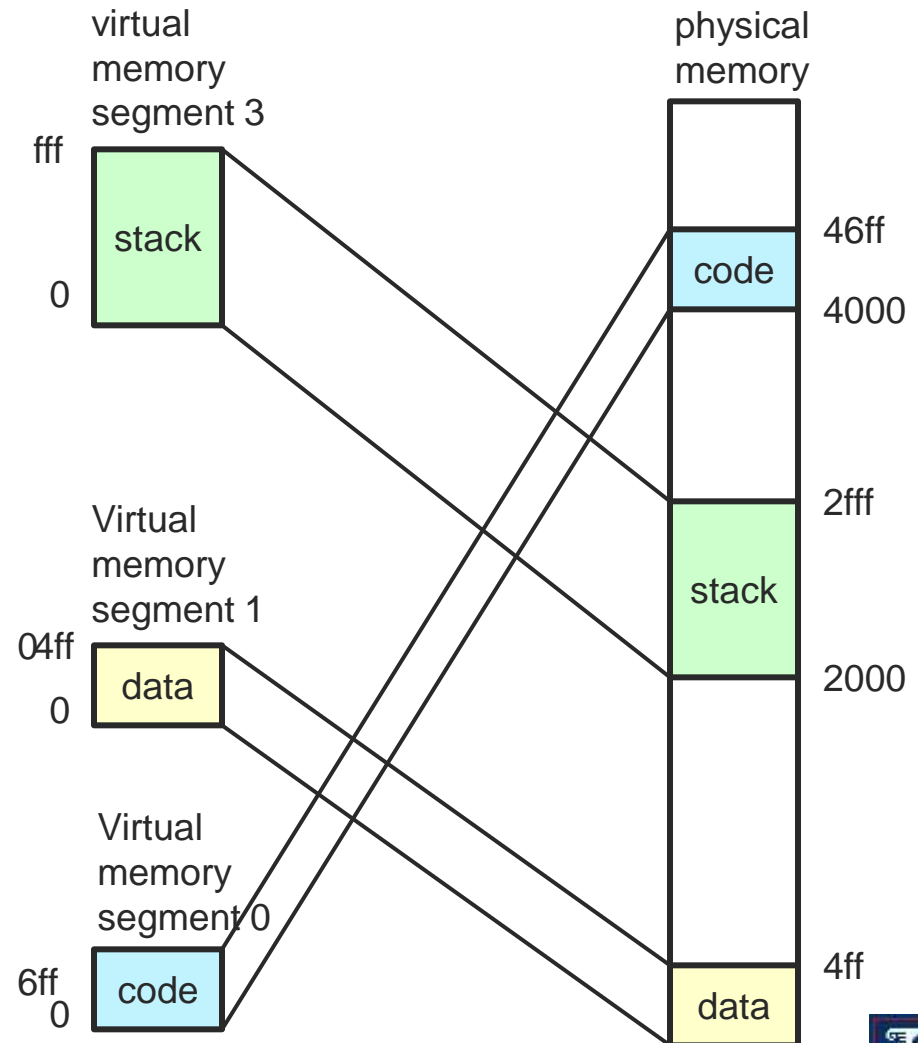 virtual
memory
segment 3
fff
stack
0
Virtual
memory
segment 1
04ff
data
0
Virtual
memory
segment 0
6ff
code
0
physical
memory
46ff
code
4000
2fff
stack
2000
4ff
data